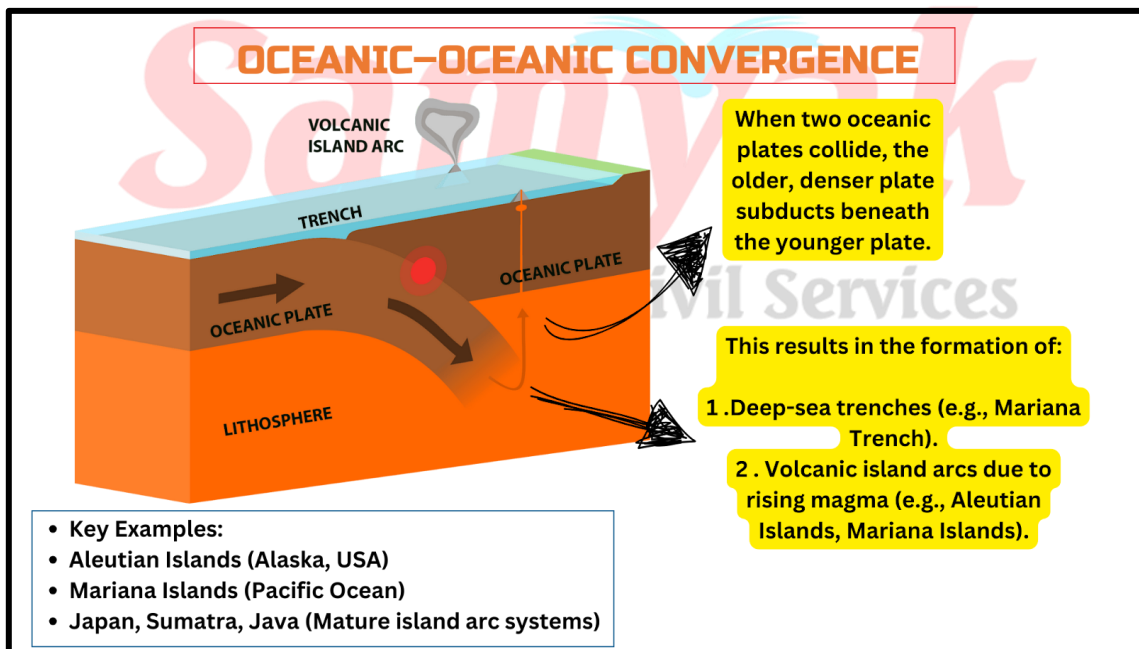 OCEANIC–OCEANIC CONVERGENCE
Samyak
Civil Services
VOLCANIC
ISLAND ARC
TRENCH
OCEANIC PLATE
OCEANIC PLATE
LITHOSPHERE
When two oceanic
plates collide, the
older, denser plate
subducts beneath
the younger plate.
This results in the formation of:
1 .Deep-sea trenches (e.g., Mariana
Trench).
2 . Volcanic island arcs due to
rising magma (e.g., Aleutian
Islands, Mariana Islands).
• Key Examples:
• Aleutian Islands (Alaska, USA)
• Mariana Islands (Pacific Ocean)
• Japan, Sumatra, Java (Mature island arc systems)